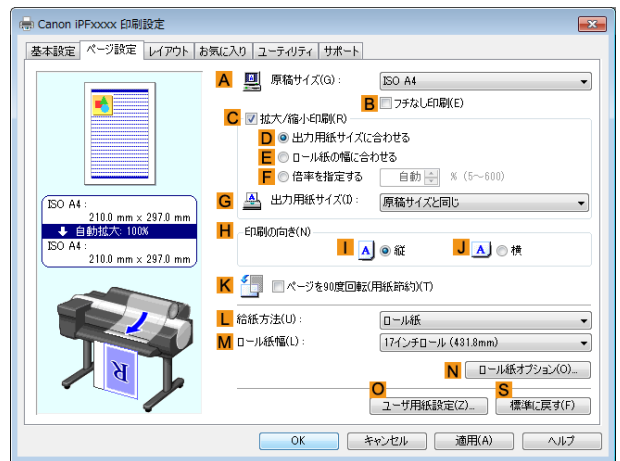 Canon iPFxxxx 印刷設定
基本設定 ページ設定 レイアウト お気に入り ユーティリティ サポート
A 原稿サイズ(G): ISO A4
B フチなし印刷(E)
C 拡大/縮小印刷(R)
D 出力用紙サイズに合わせる
E ロール紙の幅に合わせる
F 倍率を指定する 自動 % (5～600)
G 出力用紙サイズ(I): 原稿サイズと同じ
ISO A4:
210.0 mm x 297.0 mm
自動拡大: 100%
ISO A4:
210.0 mm x 297.0 mm
H 印刷の向き(N)
I A 縦 J A 横
K ページを90度回転(用紙節約)(T)
L 給紙方法(U): ロール紙
M ロール紙幅(L): 17インチロール (431.8mm)
R
N ロール紙オプション(O)...
O S
ユーザ用紙設定(Z)... 標準に戻す(F)
OK キャンセル 適用(A) ヘルプ